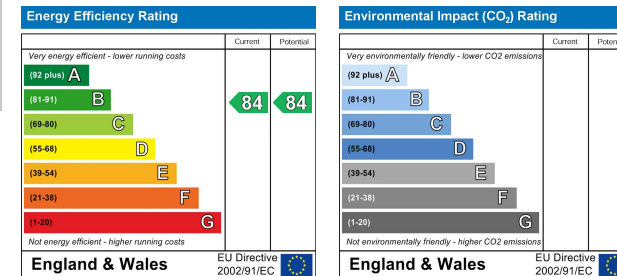 Energy Efficiency Rating
Current Potential
Very energy efficient - lower running costs
(92 plus) A
(81-91) B 84 84
(69-80) C
(55-68) D
(39-54) E
(21-38) F
(1-20) G
Not energy efficient - higher running costs
England & Wales
EU Directive
2002/91/EC
Environmental Impact (CO₂) Rating
Current Poten
Very environmentally friendly - lower CO2 emissions
(92 plus) A
(81-91) B
(69-80) C
(55-68) D
(39-54) E
(21-38) F
(1-20) G
Not environmentally friendly - higher CO2 emissions
England & Wales
EU Directive
2002/91/EC